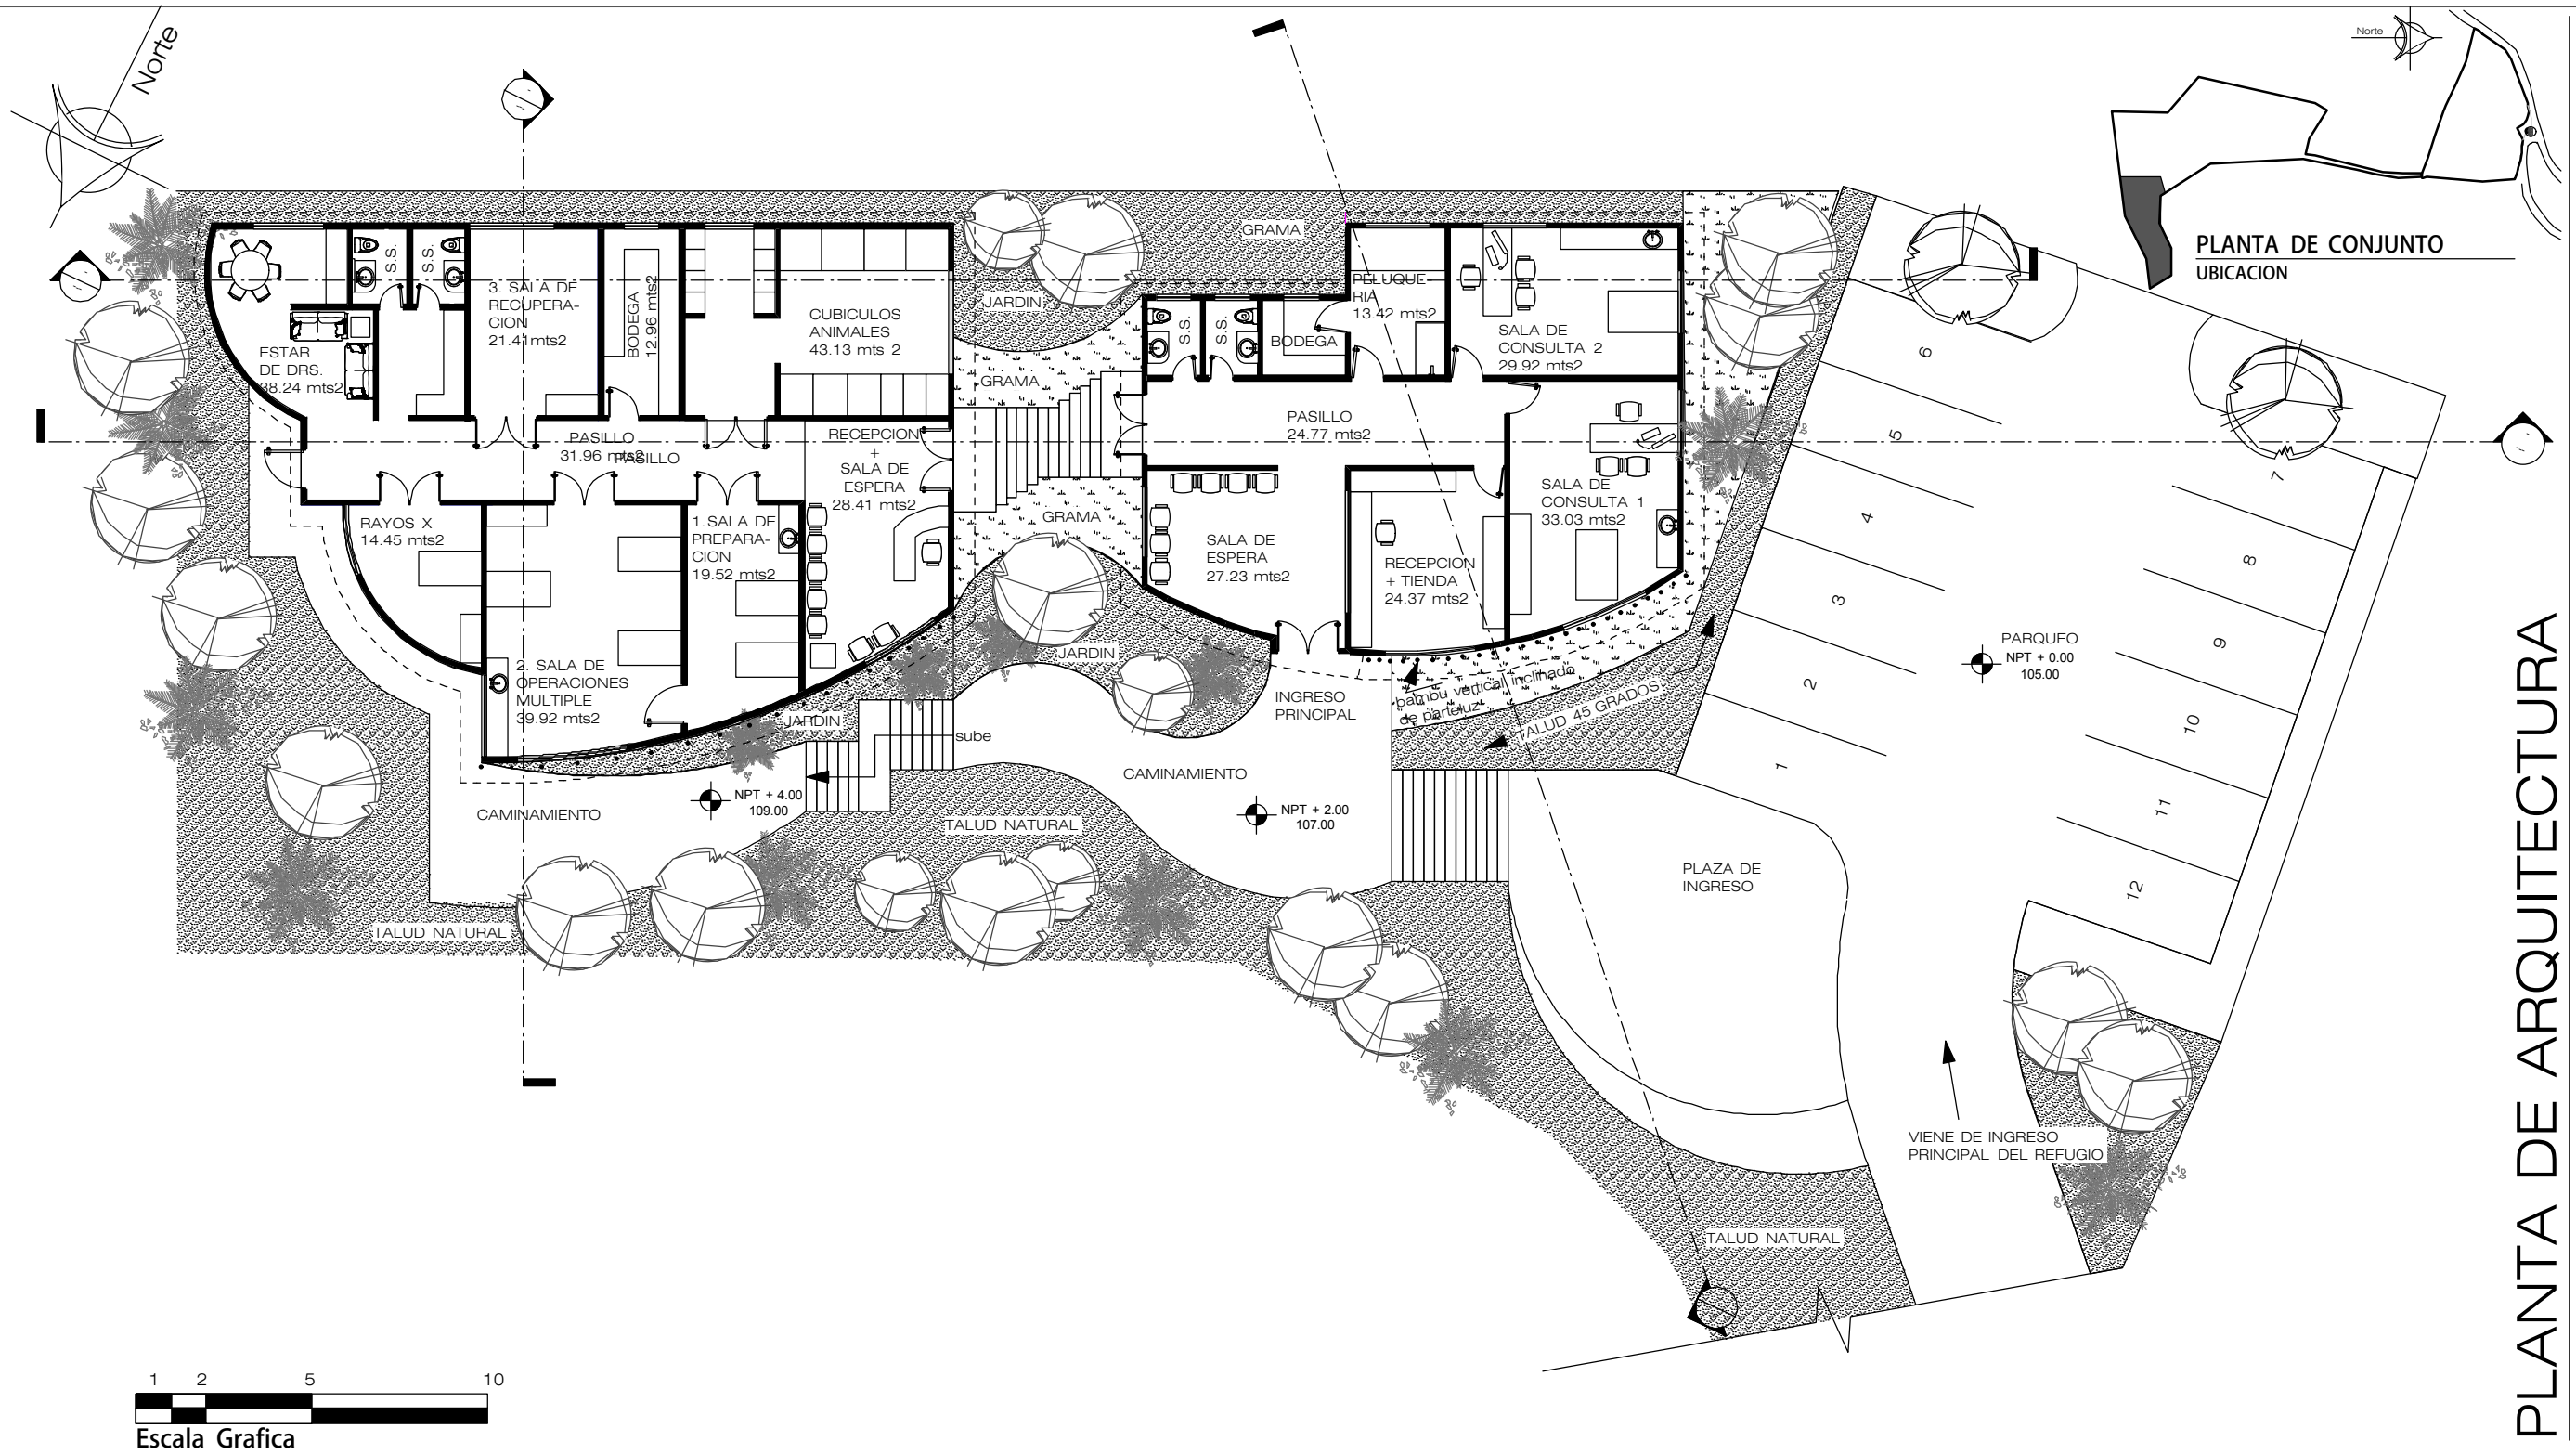 Norte
Norte
PLANTA DE CONJUNTO
UBICACION
GRAMA
S.S.
S.S.
3. SALA DE
RECUPERA-
CION
21.41mts2
BODEGA
12.96 mts2
CUBICULOS
ANIMALES
43.13 mts 2
JARDIN
GRAMA
S.S.
S.S.
BODEGA
PELUQUE-
RIA
13.42 mts2
SALA DE
CONSULTA 2
29.92 mts2
ESTAR
DE DRS.
38.24 mts2
PASILLO
31.96 mts2
PASILLO
RECEPCION
+
SALA DE
ESPERA
28.41 mts2
PASILLO
24.77 mts2
RAYOS X
14.45 mts2
1.SALA DE
PREPARA-
CION
19.52 mts2
GRAMA
SALA DE
ESPERA
27.23 mts2
RECEPCION
+ TIENDA
24.37 mts2
SALA DE
CONSULTA 1
33.03 mts2
2. SALA DE
OPERACIONES
MULTIPLE
39.92 mts2
JARDIN
JARDIN
sube
INGRESO
PRINCIPAL
bambu vertical inclinado
de parteluz
TALUD 45 GRADOS
CAMINAMIENTO
NPT + 4.00
109.00
CAMINAMIENTO
NPT + 2.00
107.00
TALUD NATURAL
TALUD NATURAL
PLAZA DE
INGRESO
PARQUEO
NPT + 0.00
105.00
6
5
4
3
2
1
7
8
9
10
11
12
VIENE DE INGRESO
PRINCIPAL DEL REFUGIO
TALUD NATURAL
1 2 5 10
Escala Grafica
PLANTA DE ARQUITECTURA